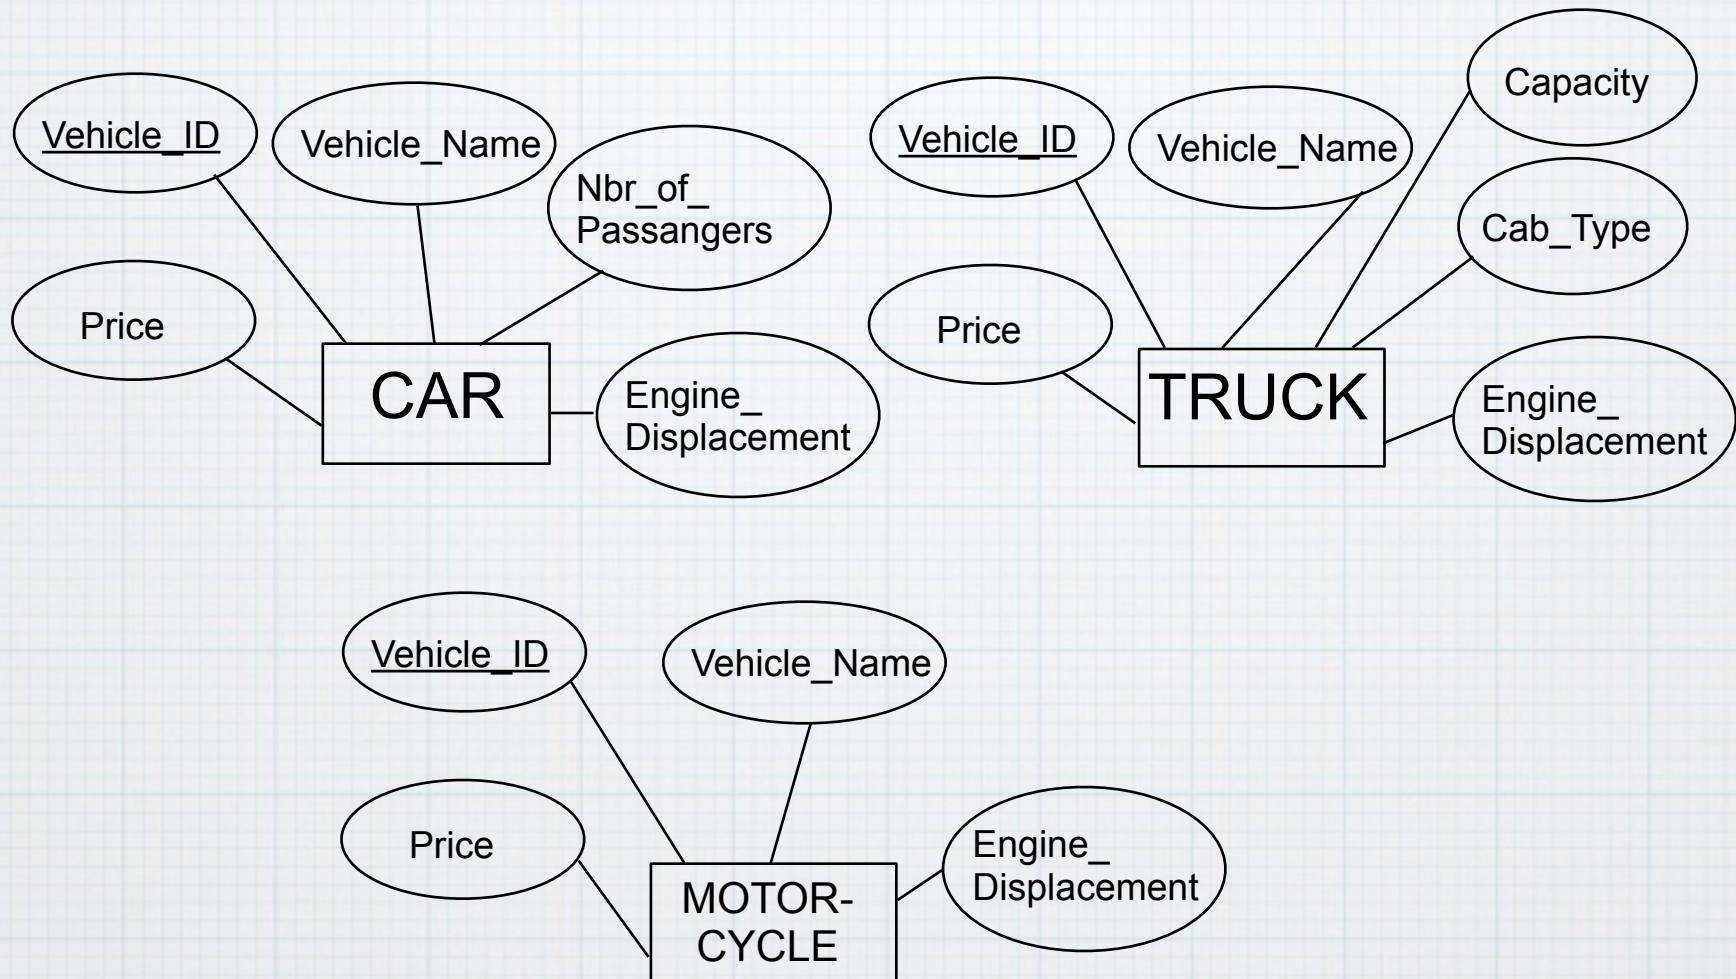 Vehicle_ID
Vehicle_Name
Nbr_of_
Passangers
Price
CAR
Engine_
Displacement
Vehicle_ID
Vehicle_Name
Capacity
Cab_Type
Price
TRUCK
Engine_
Displacement
Vehicle_ID
Vehicle_Name
Price
MOTOR-
CYCLE
Engine_
Displacement